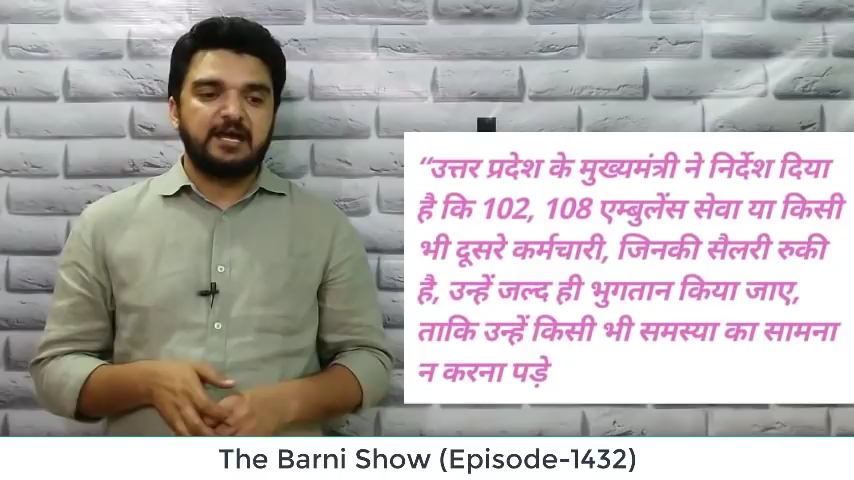 “उत्तर प्रदेश के मुख्यमंत्री ने निर्देश दिया
है कि 102, 108 एम्बुलेंस सेवा या किसी
भी दूसरे कर्मचारी, जिनकी सैलरी रुकी
है, उन्हें जल्द ही भुगतान किया जाए,
ताकि उन्हें किसी भी समस्या का सामना
न करना पड़े
The Barni Show (Episode-1432)